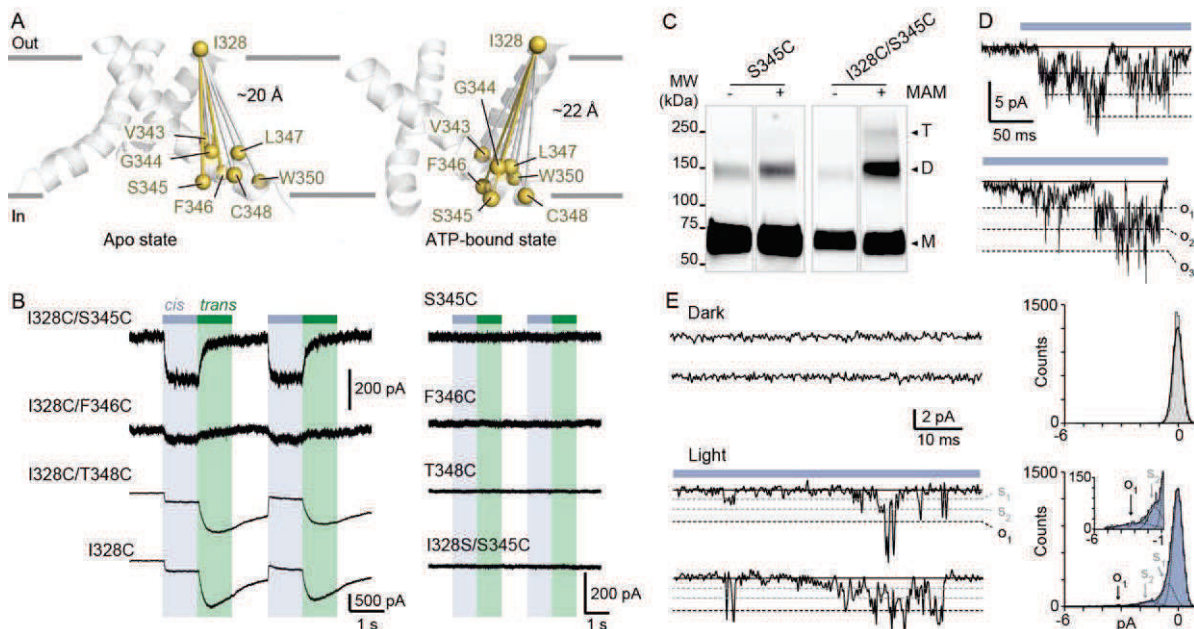 A
Out
I328
I328
~20 Å
G344
~22 Å
V343
V343
G344
L347
L347
F346
W350
S345
W350
F346
C348
S345
C348
In
Apo state
ATP-bound state
B
cis
trans
I328C/S345C
200 pA
I328C/F346C
I328C/T348C
I328C
500 pA
1 s
S345C
F346C
T348C
I328S/S345C
200 pA
1 s
C
S345C
I328C/S345C
MW
(kDa)
-
+
-
+
MAM
250
T
150
D
100
75
M
50
D
5 pA
50 ms
O1
O2
O3
E
Dark
2 pA
10 ms
Light
S1
S2
O1
1500
Counts
0
-6
0
1500
150
O1
S2
S1
0
-6
-1
Counts
O1
S2
S1
0
-6
0
pA